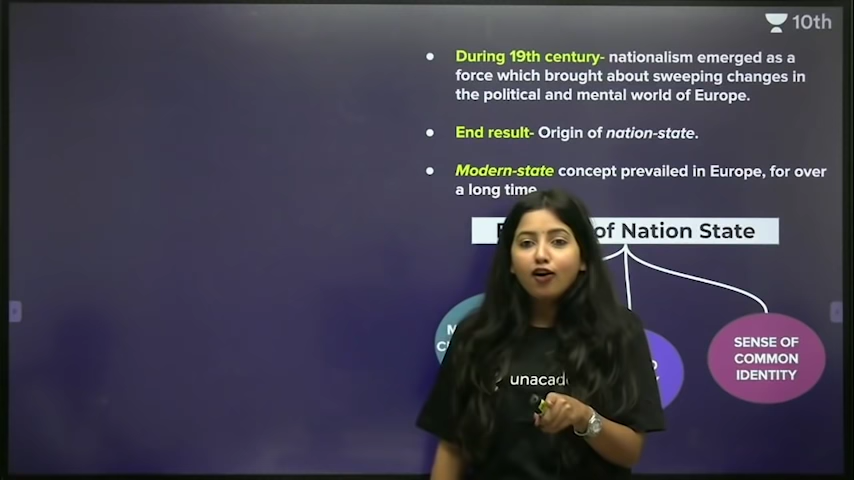 10th
During 19th century- nationalism emerged as a
force which brought about sweeping changes in
the political and mental world of Europe.
End result- Origin of nation-state.
Modern-state concept prevailed in Europe, for over
a long time
of Nation State
SENSE OF
COMMON
IDENTITY